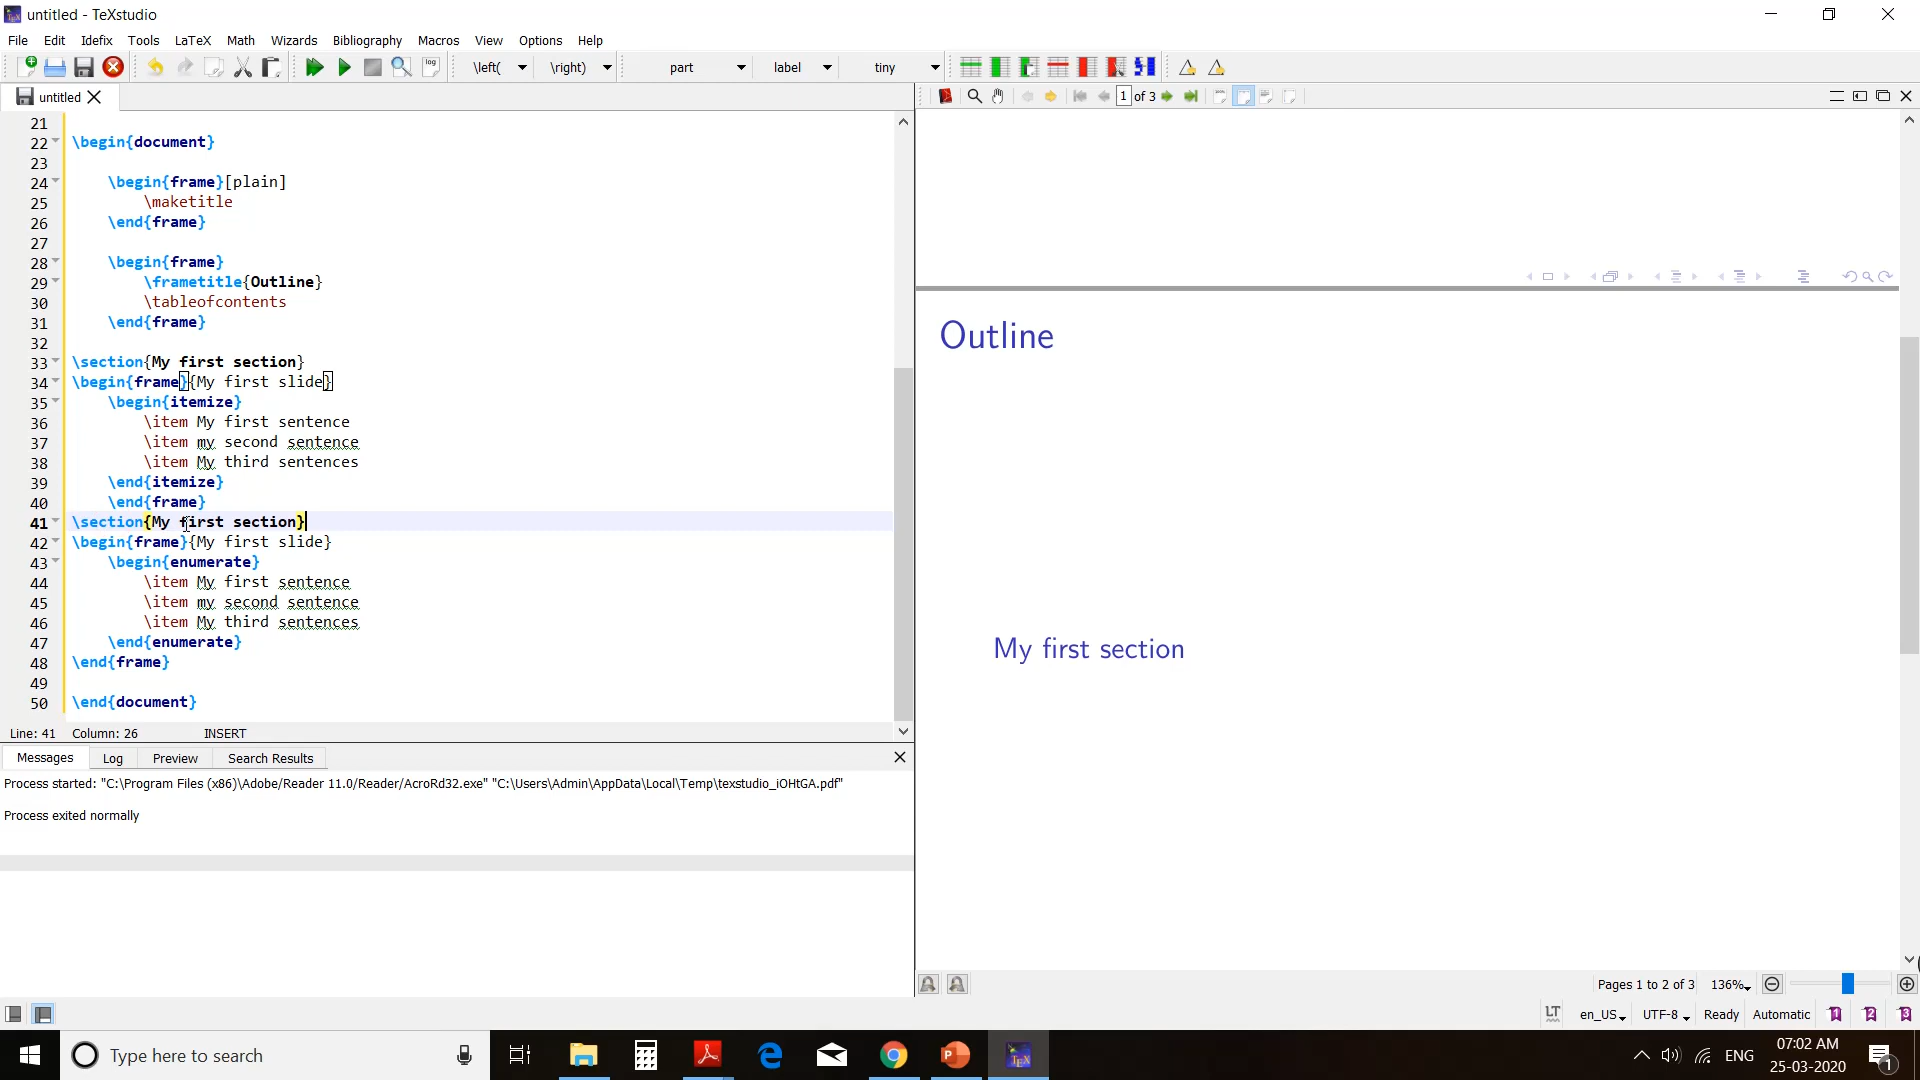 untitled - TeXstudio
File Edit Idefix Tools LaTeX Math Wizards Bibliography Macros View Options Help
log \left( \right) part label tiny
untitled
1 of 3
21
22 \begin{document}
23
24 \begin{frame}[plain]
25 \maketitle
26 \end{frame}
27
28 \begin{frame}
29 \frametitle{Outline}
30 \tableofcontents
31 \end{frame}
32
33 \section{My first section}
34 \begin{frame}{My first slide}
35 \begin{itemize}
36 \item My first sentence
37 \item my second sentence
38 \item My third sentences
39 \end{itemize}
40 \end{frame}
41 \section{My first section}
42 \begin{frame}{My first slide}
43 \begin{enumerate}
44 \item My first sentence
45 \item my second sentence
46 \item My third sentences
47 \end{enumerate}
48 \end{frame}
49
50 \end{document}
Line: 41 Column: 26 INSERT
Messages Log Preview Search Results
Process started: "C:\Program Files (x86)\Adobe/Reader 11.0/Reader/AcroRd32.exe" "C:\Users\Admin\AppData\Local\Temp\texstudio_iOHtGA.pdf"
Process exited normally
Outline
My first section
Pages 1 to 2 of 3 136%
LT en_US UTF-8 Ready Automatic 1 2 3
Type here to search
TEX
ENG
07:02 AM
25-03-2020
1